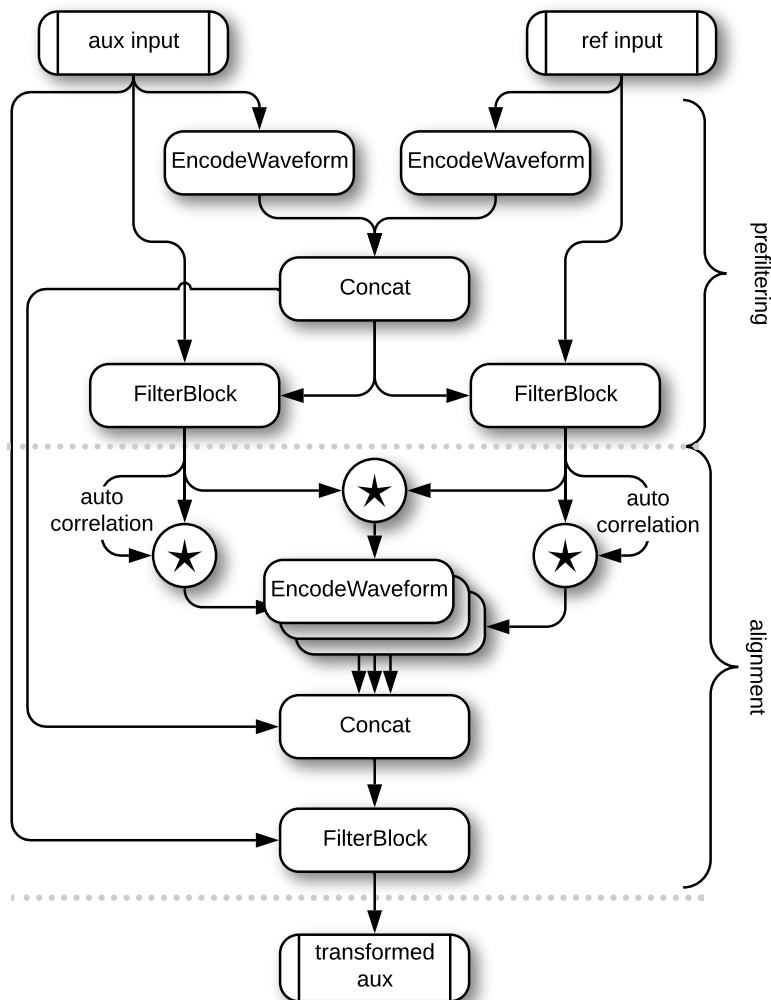 aux input
ref input
EncodeWaveform
EncodeWaveform
Concat
prefiltering
FilterBlock
FilterBlock
auto
correlation
auto
correlation
EncodeWaveform
alignment
Concat
FilterBlock
transformed
aux